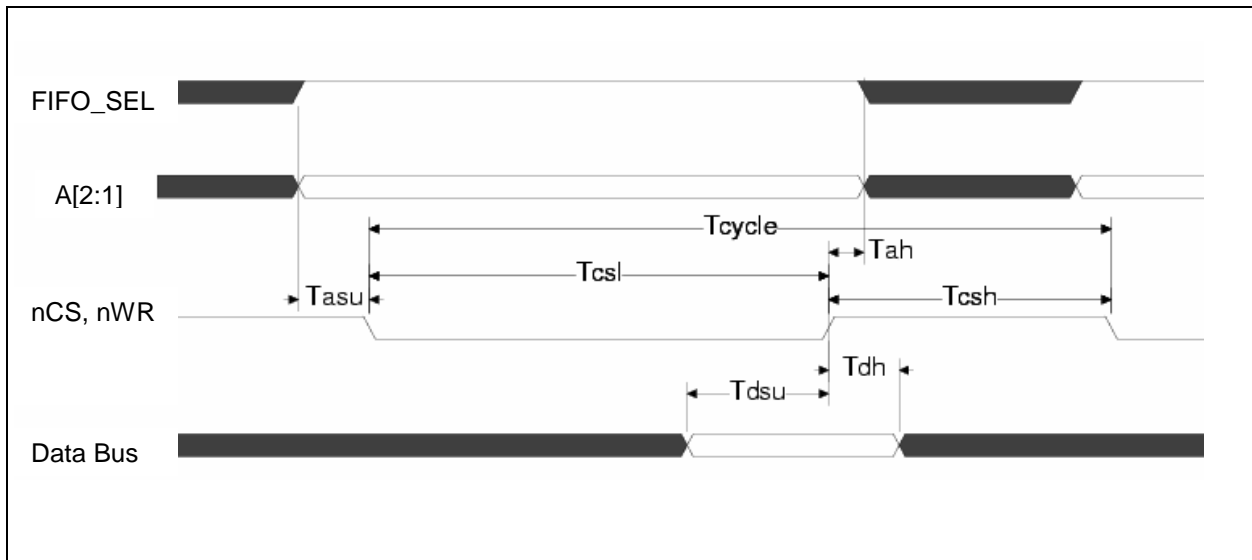 FIFO_SEL
A[2:1]
Tcycle
Tah
Tcsl
Tasu
Tcsh
nCS, nWR
Tdh
Tdsu
Data Bus